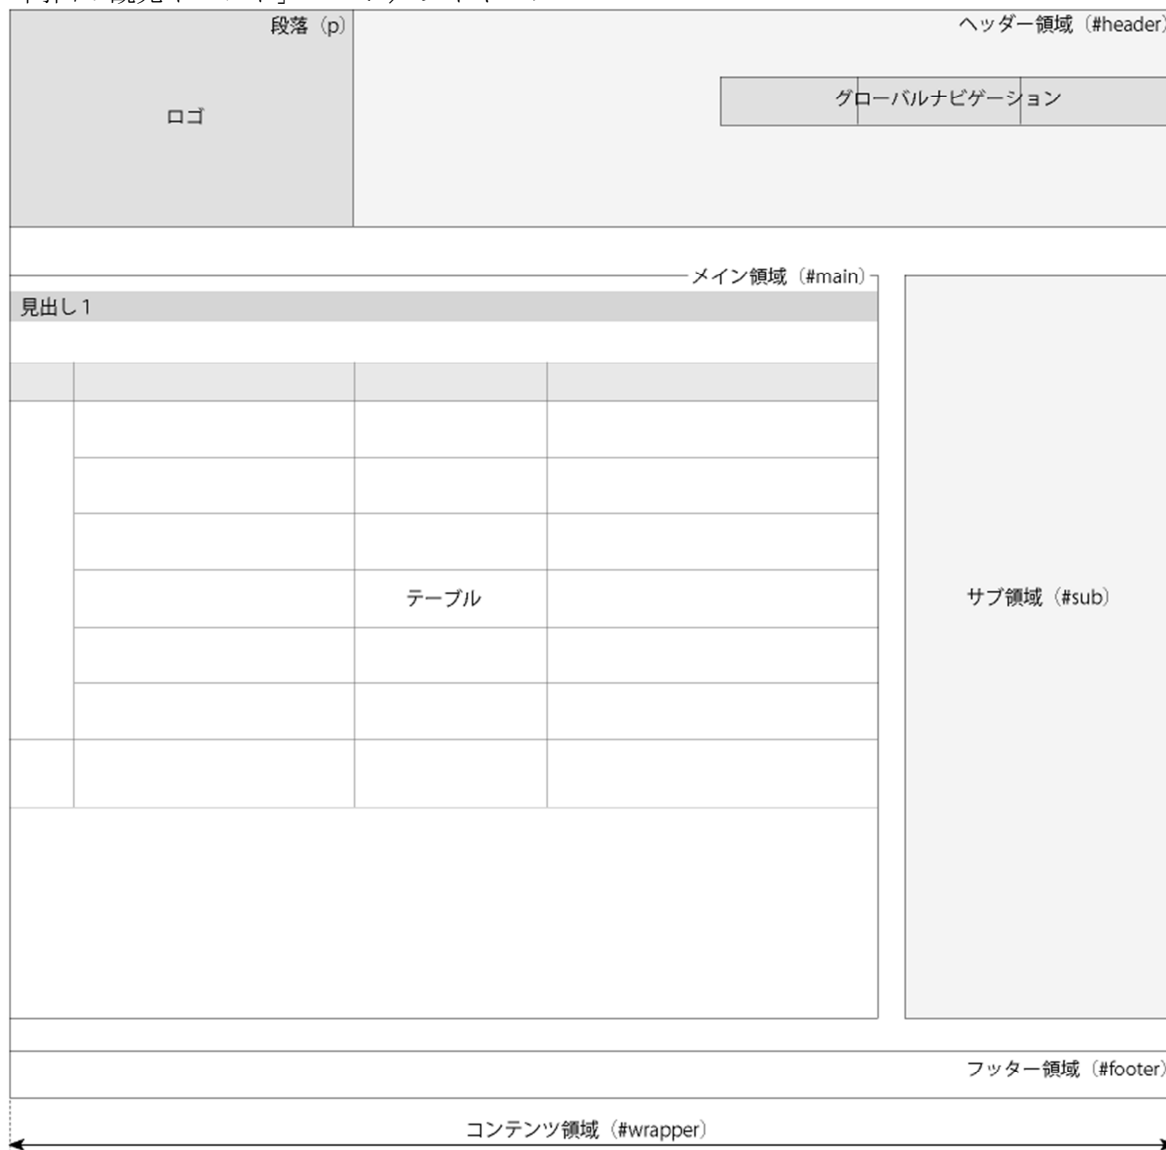 段落（p）
ヘッダー領域（#header）
グローバルナビゲーション
ロゴ
メイン領域（#main）
見出し1
テーブル
サブ領域（#sub）
フッター領域（#footer）
コンテンツ領域（#wrapper）